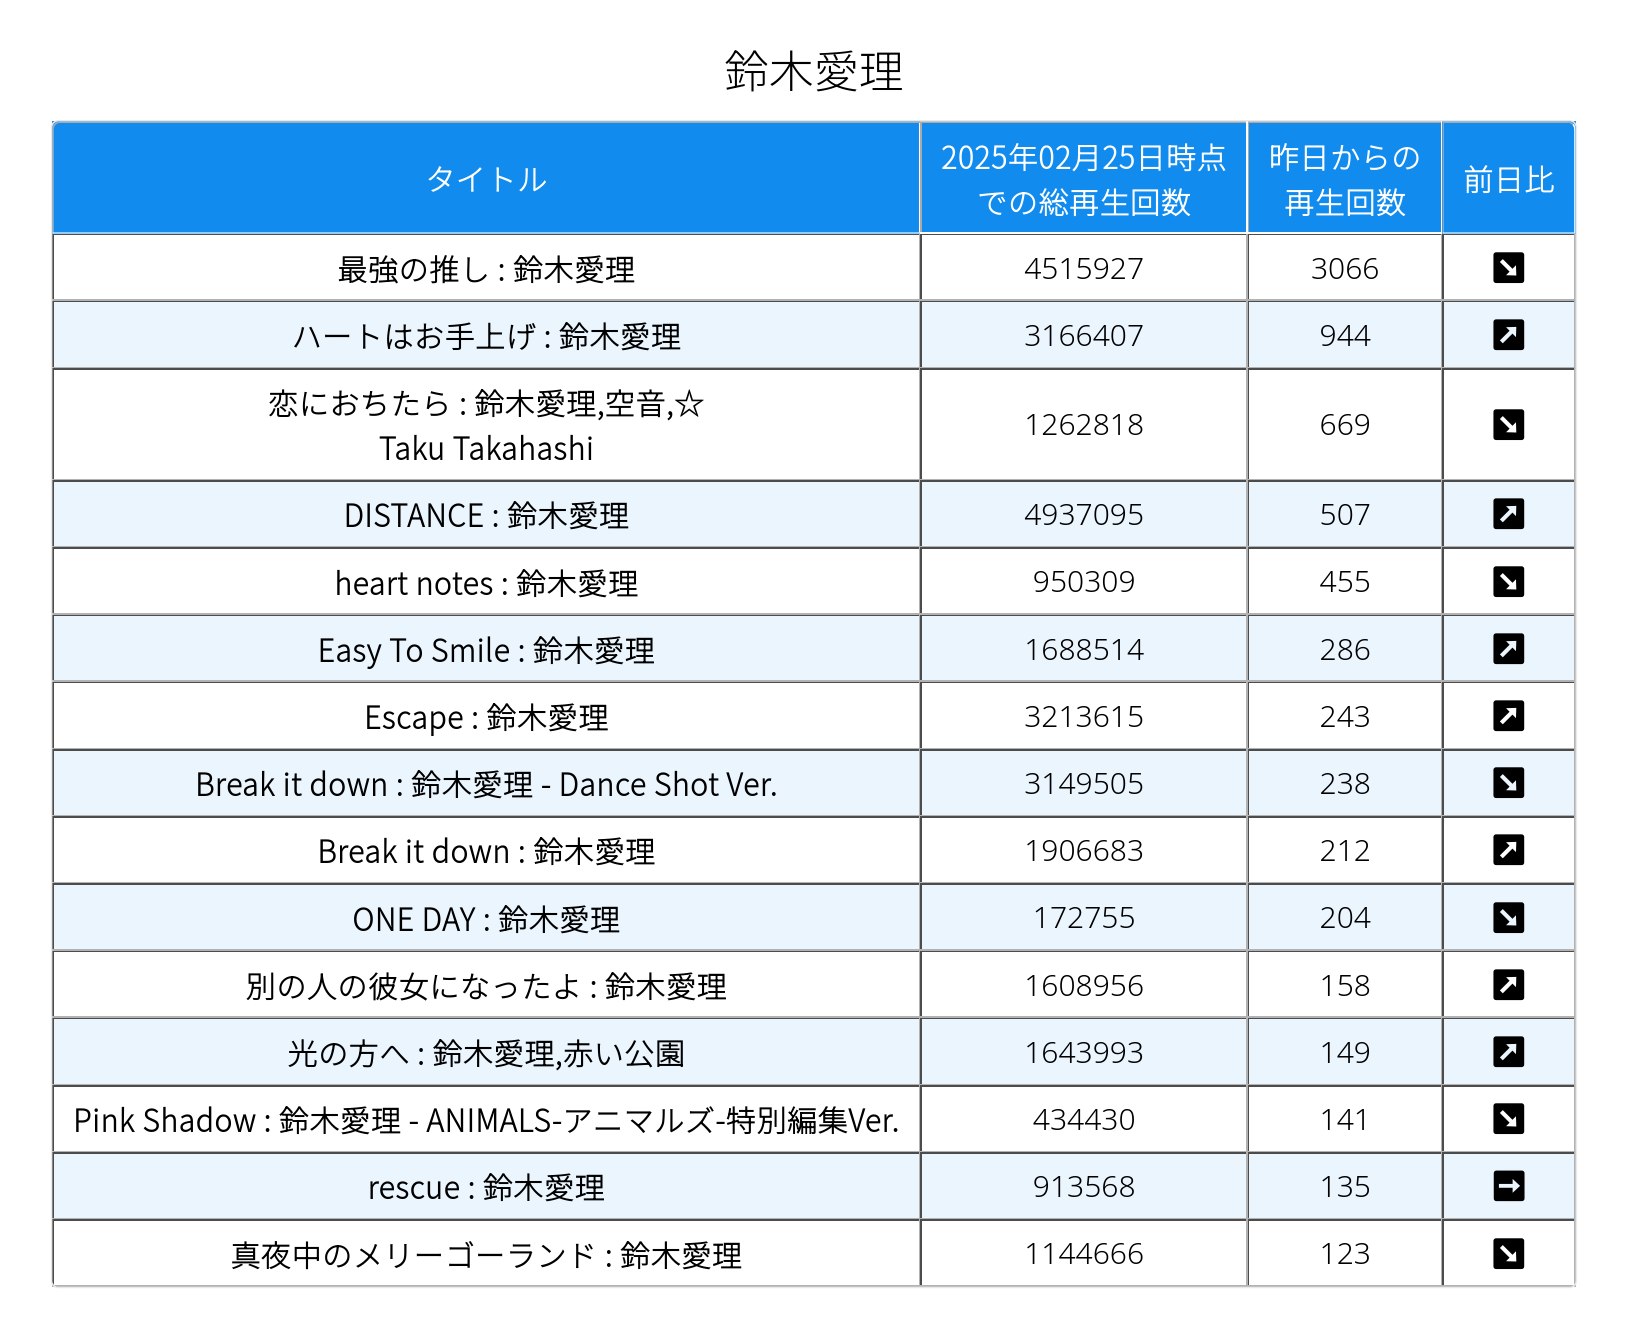 鈴木愛理
タイトル
2025年02月25日時点
での総再生回数
昨日からの
再生回数
前日比
最強の推し : 鈴木愛理 4515927 3066 ↘
ハートはお手上げ : 鈴木愛理 3166407 944 ↗
恋におちたら : 鈴木愛理,空音,☆
Taku Takahashi 1262818 669 ↘
DISTANCE : 鈴木愛理 4937095 507 ↗
heart notes : 鈴木愛理 950309 455 ↘
Easy To Smile : 鈴木愛理 1688514 286 ↗
Escape : 鈴木愛理 3213615 243 ↗
Break it down : 鈴木愛理 - Dance Shot Ver. 3149505 238 ↘
Break it down : 鈴木愛理 1906683 212 ↗
ONE DAY : 鈴木愛理 172755 204 ↘
別の人の彼女になったよ : 鈴木愛理 1608956 158 ↗
光の方へ : 鈴木愛理,赤い公園 1643993 149 ↗
Pink Shadow : 鈴木愛理 - ANIMALS-アニマルズ-特別編集Ver. 434430 141 ↘
rescue : 鈴木愛理 913568 135 →
真夜中のメリーゴーランド : 鈴木愛理 1144666 123 ↘